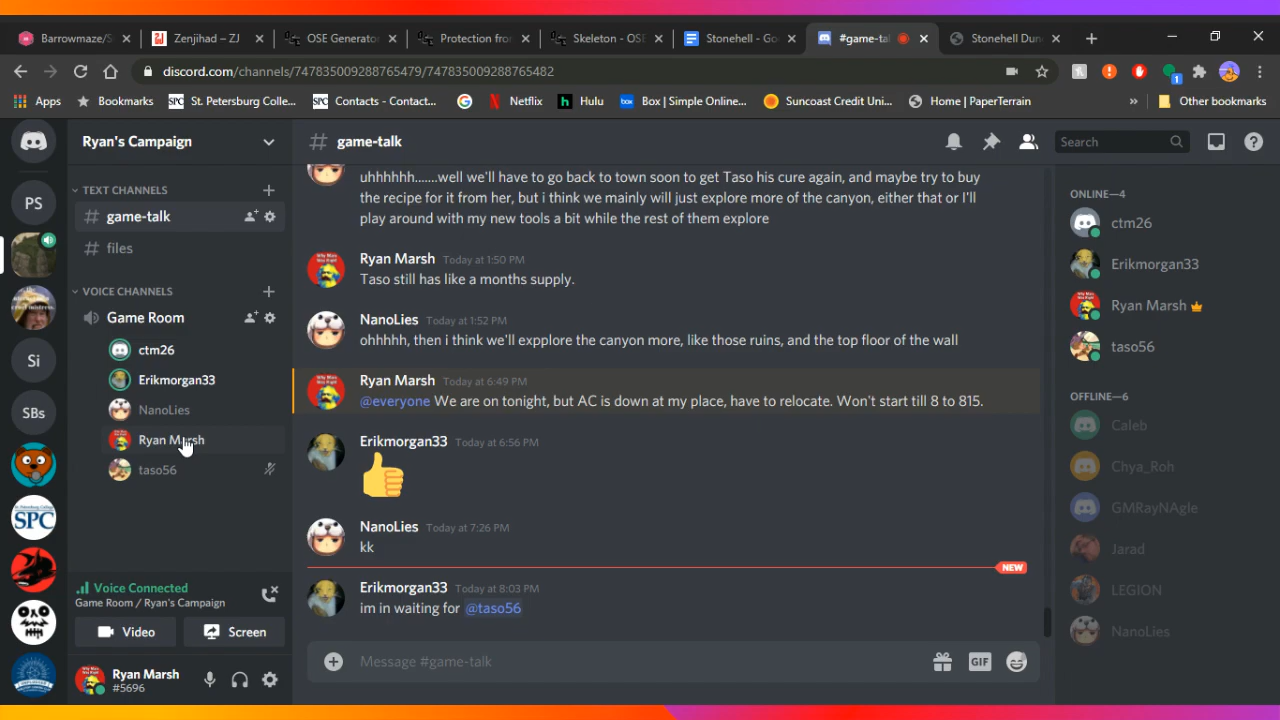 Barrowmaze/S
Zenjihad – ZJ
OSE Generator
Protection from
Skeleton - OSE
Stonehell - Go
#game-tal
Stonehell Dun
discord.com/channels/747835009288765479/747835009288765482
1
Apps
Bookmarks
SPC
St. Petersburg Colle...
SPC
Contacts - Contact...
Netflix
h
Hulu
box
Box | Simple Online...
Suncoast Credit Uni...
Home | PaperTerrain
»
Other bookmarks
Ryan's Campaign
# game-talk
Search
PS
Si
SBs
SPC
TEXT CHANNELS
# game-talk
# files
VOICE CHANNELS
Game Room
ctm26
Erikmorgan33
NanoLies
Ryan Marsh
taso56
Voice Connected
Game Room / Ryan's Campaign
Video
Screen
Ryan Marsh
#5696
uhhhhhh.......well we'll have to go back to town soon to get Taso his cure again, and maybe try to buy
the recipe for it from her, but i think we mainly will just explore more of the canyon, either that or I'll
play around with my new tools a bit while the rest of them explore
Ryan Marsh Today at 1:50 PM
Taso still has like a months supply.
NanoLies Today at 1:52 PM
ohhhhh, then i think we'll expplore the canyon more, like those ruins, and the top floor of the wall
Ryan Marsh Today at 6:49 PM
@everyone We are on tonight, but AC is down at my place, have to relocate. Won't start till 8 to 815.
Erikmorgan33 Today at 6:56 PM
NanoLies Today at 7:26 PM
kk
NEW
Erikmorgan33 Today at 8:03 PM
im in waiting for @taso56
Message #game-talk
GIF
ONLINE—4
ctm26
Erikmorgan33
Ryan Marsh
taso56
OFFLINE—6
Caleb
Chya_Roh
GMRayNAgle
Jarad
LEGION
NanoLies